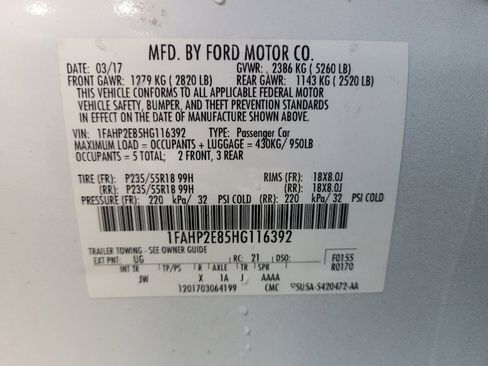 MFD. BY FORD MOTOR CO.
DATE: 03/17 GVWR: 2386 KG ( 5260 LB)
FRONT GAWR: 1279 KG ( 2820 LB) REAR GAWR: 1143 KG ( 2520 LB)
THIS VEHICLE CONFORMS TO ALL APPLICABLE FEDERAL MOTOR
VEHICLE SAFETY, BUMPER, AND THEFT PREVENTION STANDARDS
IN EFFECT ON THE DATE OF MANUFACTURE SHOWN ABOVE.
VIN: 1FAHP2E85HG116392 TYPE: Passenger Car
MAXIMUM LOAD = OCCUPANTS + LUGGAGE = 430KG/ 950LB
OCCUPANTS = 5 TOTAL; 2 FRONT, 3 REAR
TIRE (FR): P235/55R18 99H RIMS (FR): 18X8.0J
(RR): P235/55R18 99H (RR): 18X8.0J
PRESSURE (FR): 220 kPa/ 32 PSI COLD (RR): 220 kPa/ 32 PSI COLD
1FAHP2E85HG116392
TRAILER TOWING - SEE OWNER GUIDE
EXT PNT: UG RC: 21 DSO: F0155
INT TR TP/PS R AXLE TR SPR R0170
JW X 1A J AAAA
1201703064199 CMC SUSA-5420472-AA